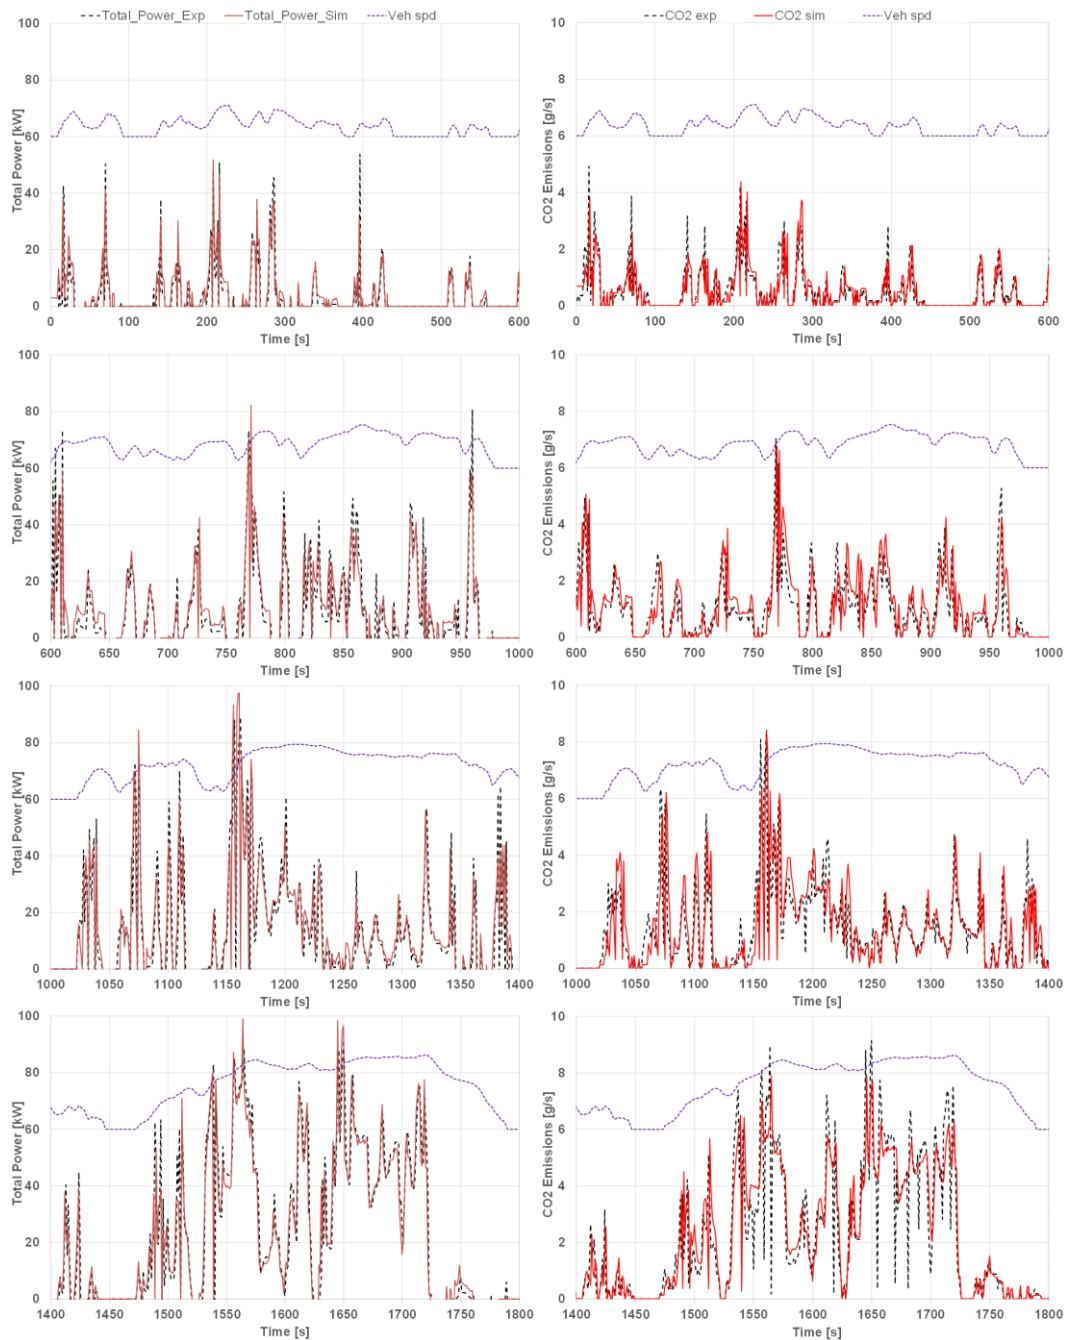 Total_Power_Exp Total_Power_Sim Veh spd
CO2 exp CO2 sim Veh spd
Total Power [kW]
100
80
60
40
20
0
0 100 200 300 400 500 600
Time [s]
CO2 Emissions [g/s]
10
8
6
4
2
0
0 100 200 300 400 500 600
Time [s]
Total Power [kW]
100
80
60
40
20
0
600 650 700 750 800 850 900 950 1000
Time [s]
CO2 Emissions [g/s]
10
8
6
4
2
0
600 650 700 750 800 850 900 950 1000
Time [s]
Total Power [kW]
100
80
60
40
20
0
1000 1050 1100 1150 1200 1250 1300 1350 1400
Time [s]
CO2 Emissions [g/s]
10
8
6
4
2
0
1000 1050 1100 1150 1200 1250 1300 1350 1400
Time [s]
Total Power [kW]
100
80
60
40
20
0
1400 1450 1500 1550 1600 1650 1700 1750 1800
Time [s]
CO2 Emissions [g/s]
10
8
6
4
2
0
1400 1450 1500 1550 1600 1650 1700 1750 1800
Time [s]